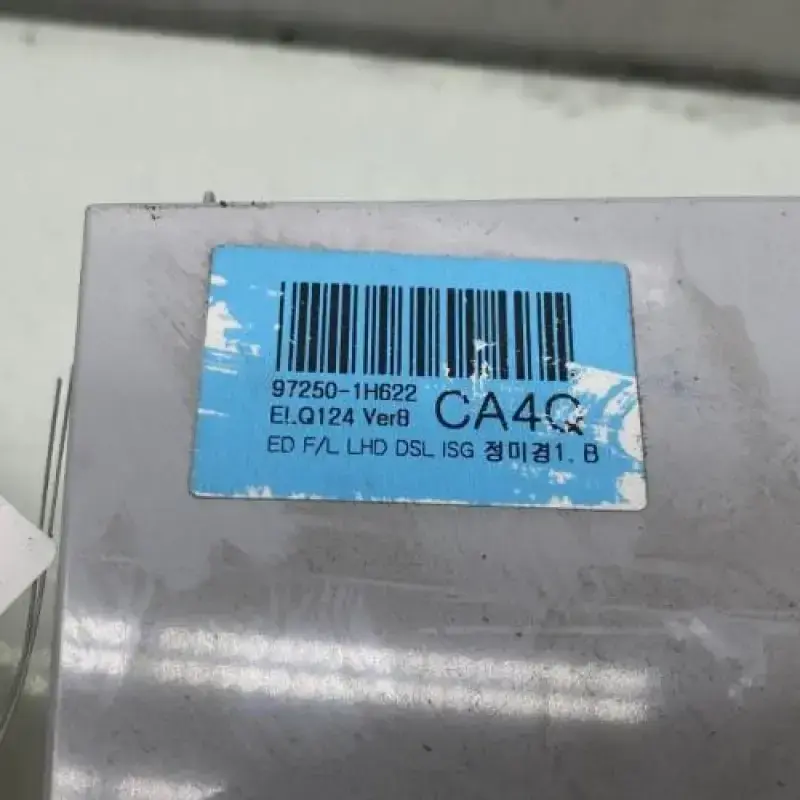 97250-1H622
ELQ124 Ver8 CA4Q
ED F/L LHD DSL ISG 정미경1. B